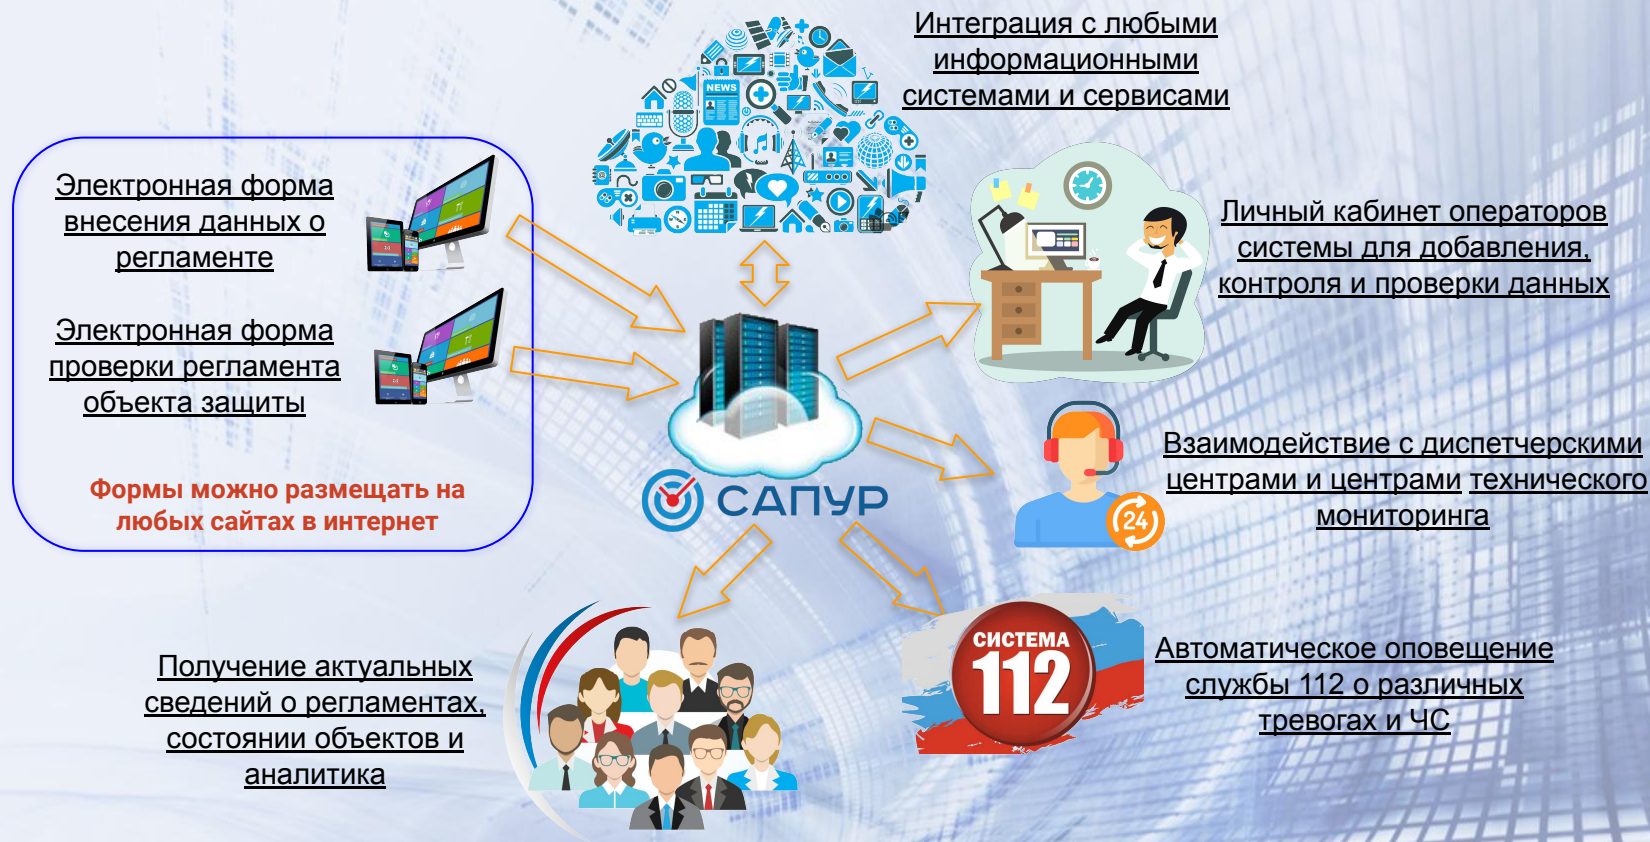 Интеграция с любыми
информационными
системами и сервисами
NEWS
Электронная форма
внесения данных о
регламенте
Электронная форма
проверки регламента
объекта защиты
Формы можно размещать на
любых сайтах в интернет
Личный кабинет операторов
системы для добавления,
контроля и проверки данных
САПУР
Взаимодействие с диспетчерскими
центрами и центрами технического
мониторинга
24
Получение актуальных
сведений о регламентах,
состоянии объектов и
аналитика
СИСТЕМА
112
Автоматическое оповещение
службы 112 о различных
тревогах и ЧС